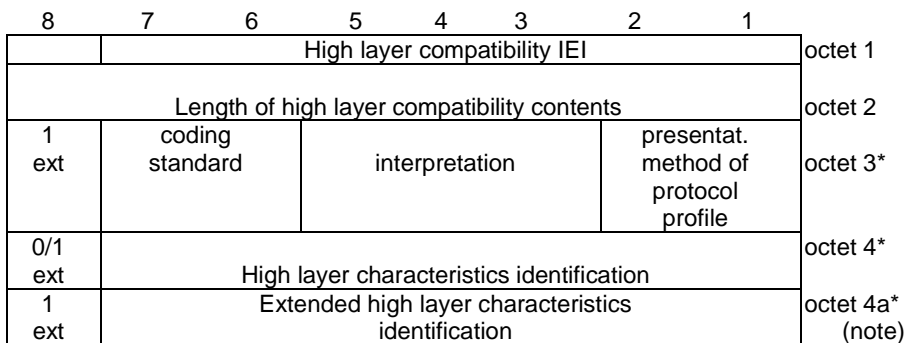 8 7 6 5 4 3 2 1
High layer compatibility IEI octet 1
Length of high layer compatibility contents octet 2
1 coding presentat.
ext standard interpretation method of octet 3*
protocol
profile
0/1 octet 4*
ext High layer characteristics identification
1 Extended high layer characteristics octet 4a*
ext identification (note)